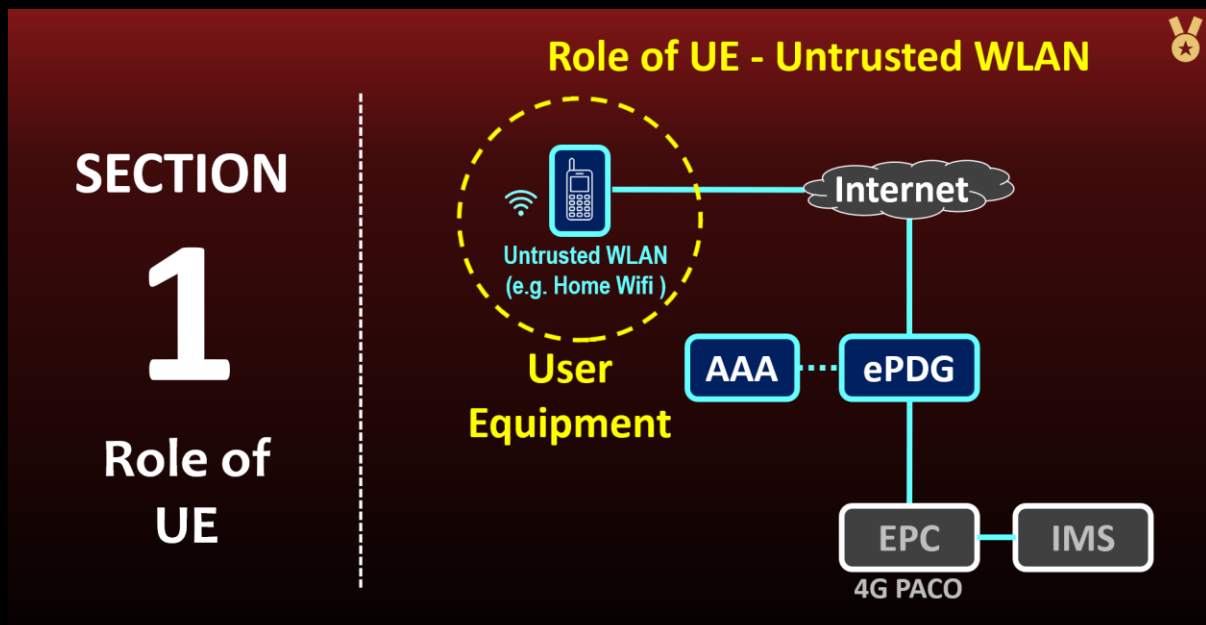 SECTION
1
Role of
UE
Role of UE - Untrusted WLAN
Internet
Untrusted WLAN
(e.g. Home Wifi )
User
Equipment
AAA
ePDG
EPC
IMS
4G PACO